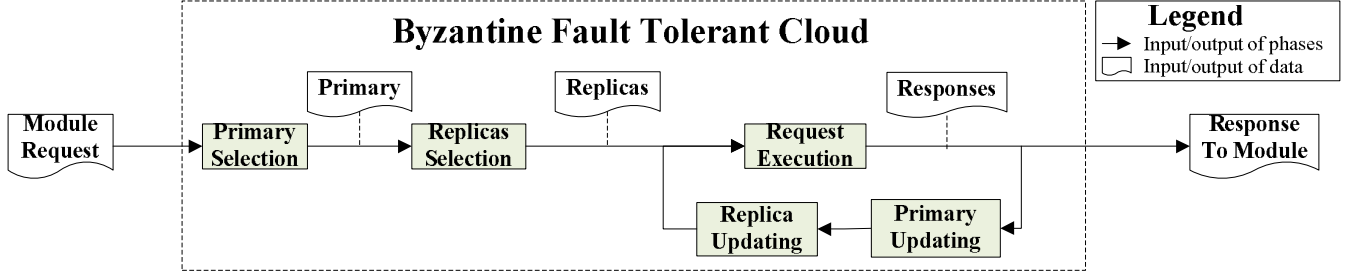 Byzantine Fault Tolerant Cloud
Legend
Input/output of phases
Input/output of data
Primary
Replicas
Responses
Module
Request
Primary
Selection
Replicas
Selection
Request
Execution
Response
To Module
Replica
Updating
Primary
Updating